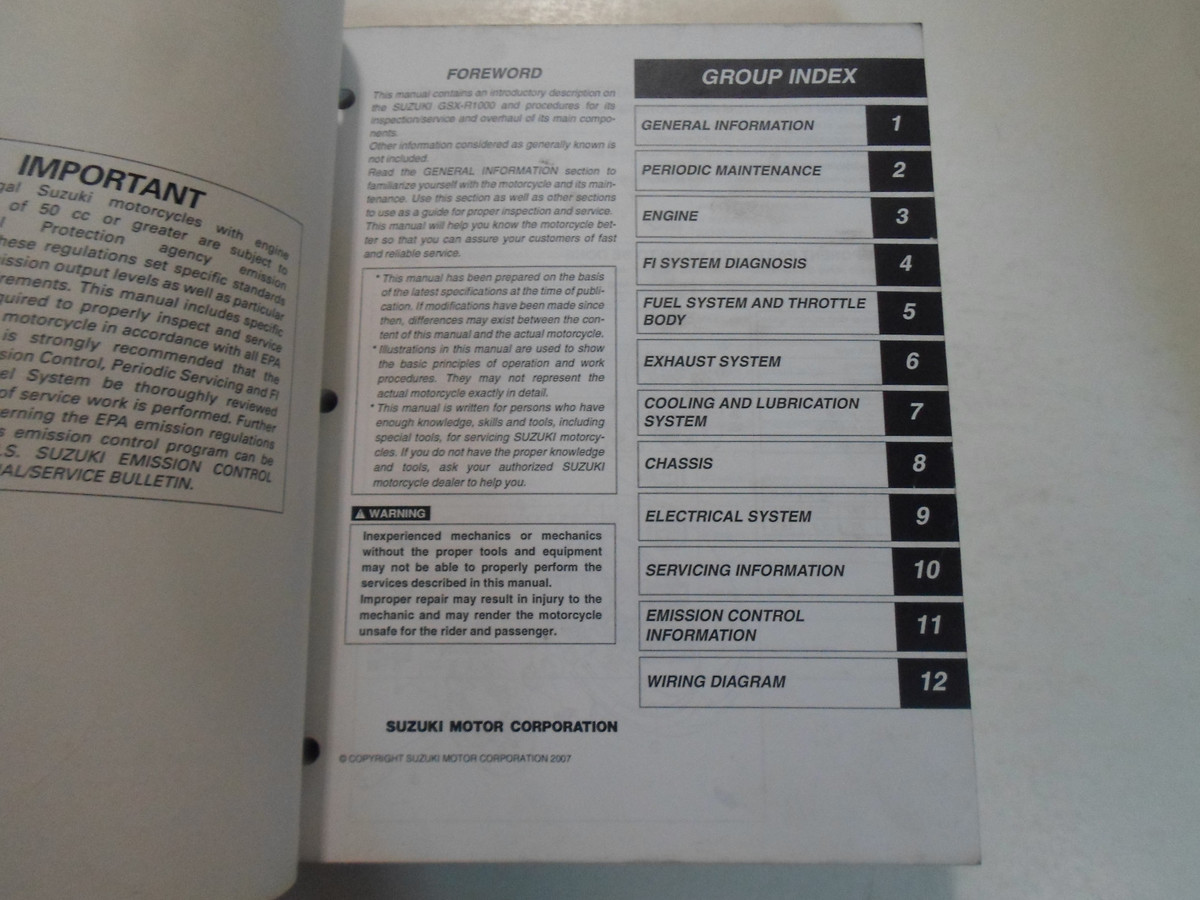 IMPORTANT
gal Suzuki motorcycles with engine
of 50 cc or greater are subject to
Protection agency emission
hese regulations set specific standards
ission output levels as well as particular
rements. This manual includes specific
quired to properly inspect and service
motorcycle in accordance with all EPA
is strongly recommended that the
sion Control, Periodic Servicing and FI
el System be thoroughly reviewed
of service work is performed. Further
erning the EPA emission regulations
s emission control program can be
.S. SUZUKI EMISSION CONTROL
AL/SERVICE BULLETIN.
FOREWORD
This manual contains an introductory description on
the SUZUKI GSX-R1000 and procedures for its
inspection/service and overhaul of its main compo-
nents.
Other information considered as generally known is
not included.
Read the GENERAL INFORMATION section to
familiarize yourself with the motorcycle and its main-
tenance. Use this section as well as other sections
to use as a guide for proper inspection and service.
This manual will help you know the motorcycle bet-
ter so that you can assure your customers of fast
and reliable service.
* This manual has been prepared on the basis
of the latest specifications at the time of publi-
cation. If modifications have been made since
then, differences may exist between the con-
tent of this manual and the actual motorcycle.
* Illustrations in this manual are used to show
the basic principles of operation and work
procedures. They may not represent the
actual motorcycle exactly in detail.
* This manual is written for persons who have
enough knowledge, skills and tools, including
special tools, for servicing SUZUKI motorcy-
cles. If you do not have the proper knowledge
and tools, ask your authorized SUZUKI
motorcycle dealer to help you.
WARNING
Inexperienced mechanics or mechanics
without the proper tools and equipment
may not be able to properly perform the
services described in this manual.
Improper repair may result in injury to the
mechanic and may render the motorcycle
unsafe for the rider and passenger.
SUZUKI MOTOR CORPORATION
© COPYRIGHT SUZUKI MOTOR CORPORATION 2007
GROUP INDEX
GENERAL INFORMATION 1
PERIODIC MAINTENANCE 2
ENGINE 3
FI SYSTEM DIAGNOSIS 4
FUEL SYSTEM AND THROTTLE
BODY 5
EXHAUST SYSTEM 6
COOLING AND LUBRICATION
SYSTEM 7
CHASSIS 8
ELECTRICAL SYSTEM 9
SERVICING INFORMATION 10
EMISSION CONTROL
INFORMATION 11
WIRING DIAGRAM 12